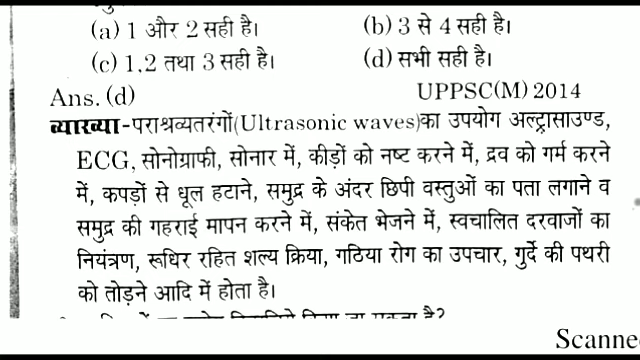 (a) 1 और 2 सही है। (b) 3 से 4 सही है।
(c) 1,2 तथा 3 सही है। (d) सभी सही है।
Ans. (d) UPPSC(M) 2014
व्याख्या-पराश्रव्यतरंगों(Ultrasonic waves)का उपयोग अल्ट्रासाउण्ड,
ECG, सोनोग्राफी, सोनार में, कीड़ों को नष्ट करने में, द्रव को गर्म करने
में, कपड़ों से धूल हटाने, समुद्र के अंदर छिपी वस्तुओं का पता लगाने व
समुद्र की गहराई मापन करने में, संकेत भेजने में, स्वचालित दरवाजों का
नियंत्रण, रूधिर रहित शल्य क्रिया, गठिया रोग का उपचार, गुर्दे की पथरी
को तोड़ने आदि में होता है।
Scanne